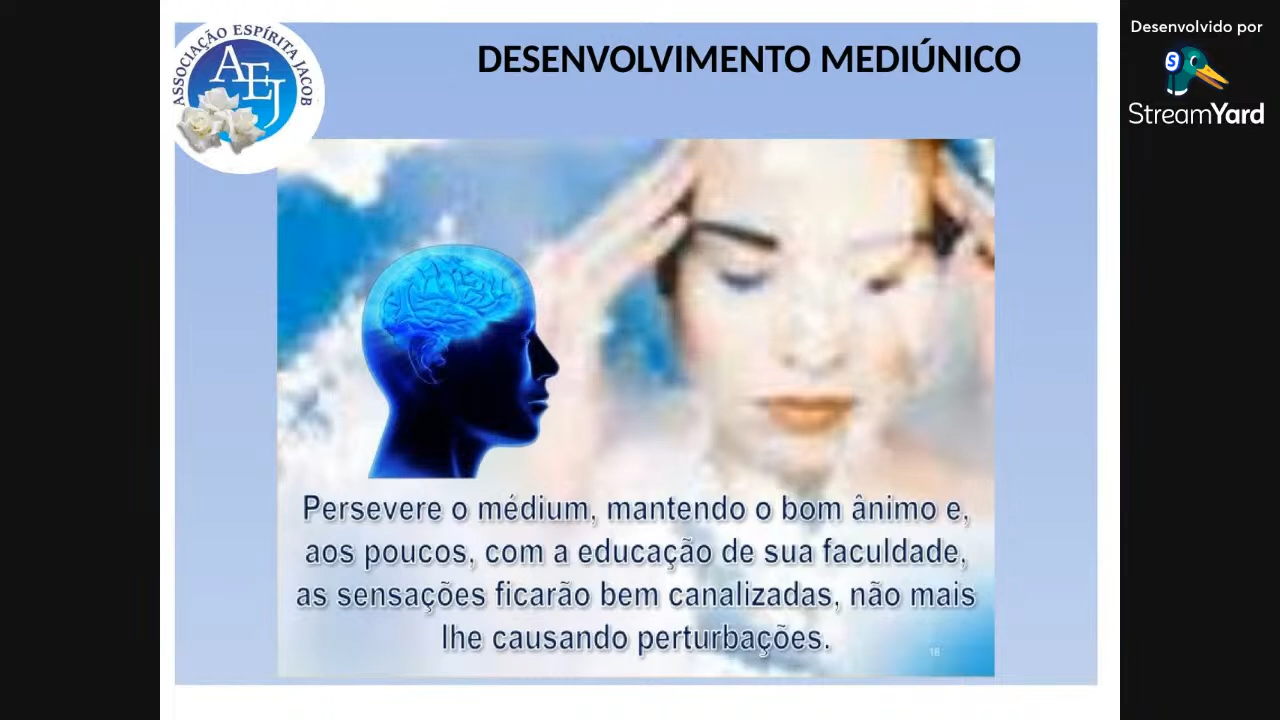 ASSOCIAÇÃO ESPÍRITA JACOB
AEJ
DESENVOLVIMENTO MEDIÚNICO
Desenvolvido por
S
StreamYard
Persevere o médium, mantendo o bom ânimo e,
aos poucos, com a educação de sua faculdade,
as sensações ficarão bem canalizadas, não mais
lhe causando perturbações.
18